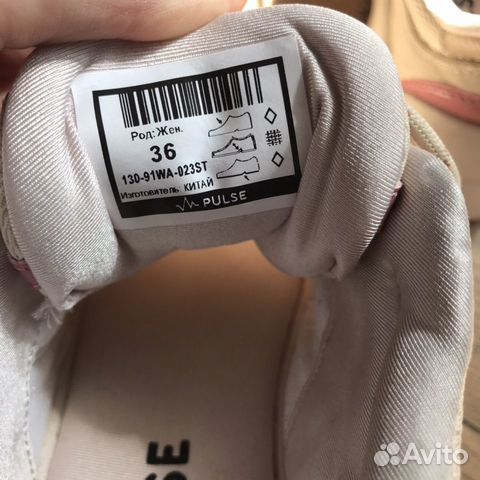 Род: Жен.
36
130-91WA-023ST
Изготовитель КИТАЙ
PULSE
SE
Avito